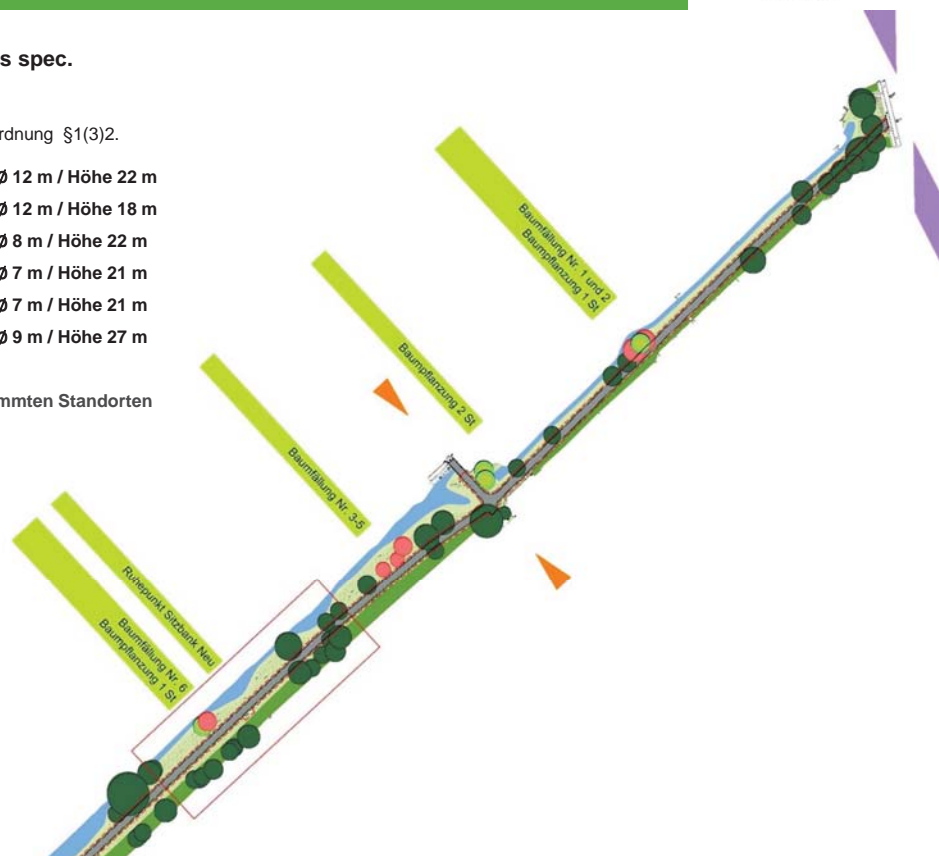 s spec.
rdnung §1(3)2.
Ø 12 m / Höhe 22 m
Ø 12 m / Höhe 18 m
Ø 8 m / Höhe 22 m
Ø 7 m / Höhe 21 m
Ø 7 m / Höhe 21 m
Ø 9 m / Höhe 27 m
mmten Standorten
Baumfällung Nr. 1 und 2
Baumpflanzung 1 St
Baumpflanzung 2 St
Baumfällung Nr. 3-5
Ruhepunkt Sitzbank Neu
Baumfällung Nr. 6
Baumpflanzung 1 St